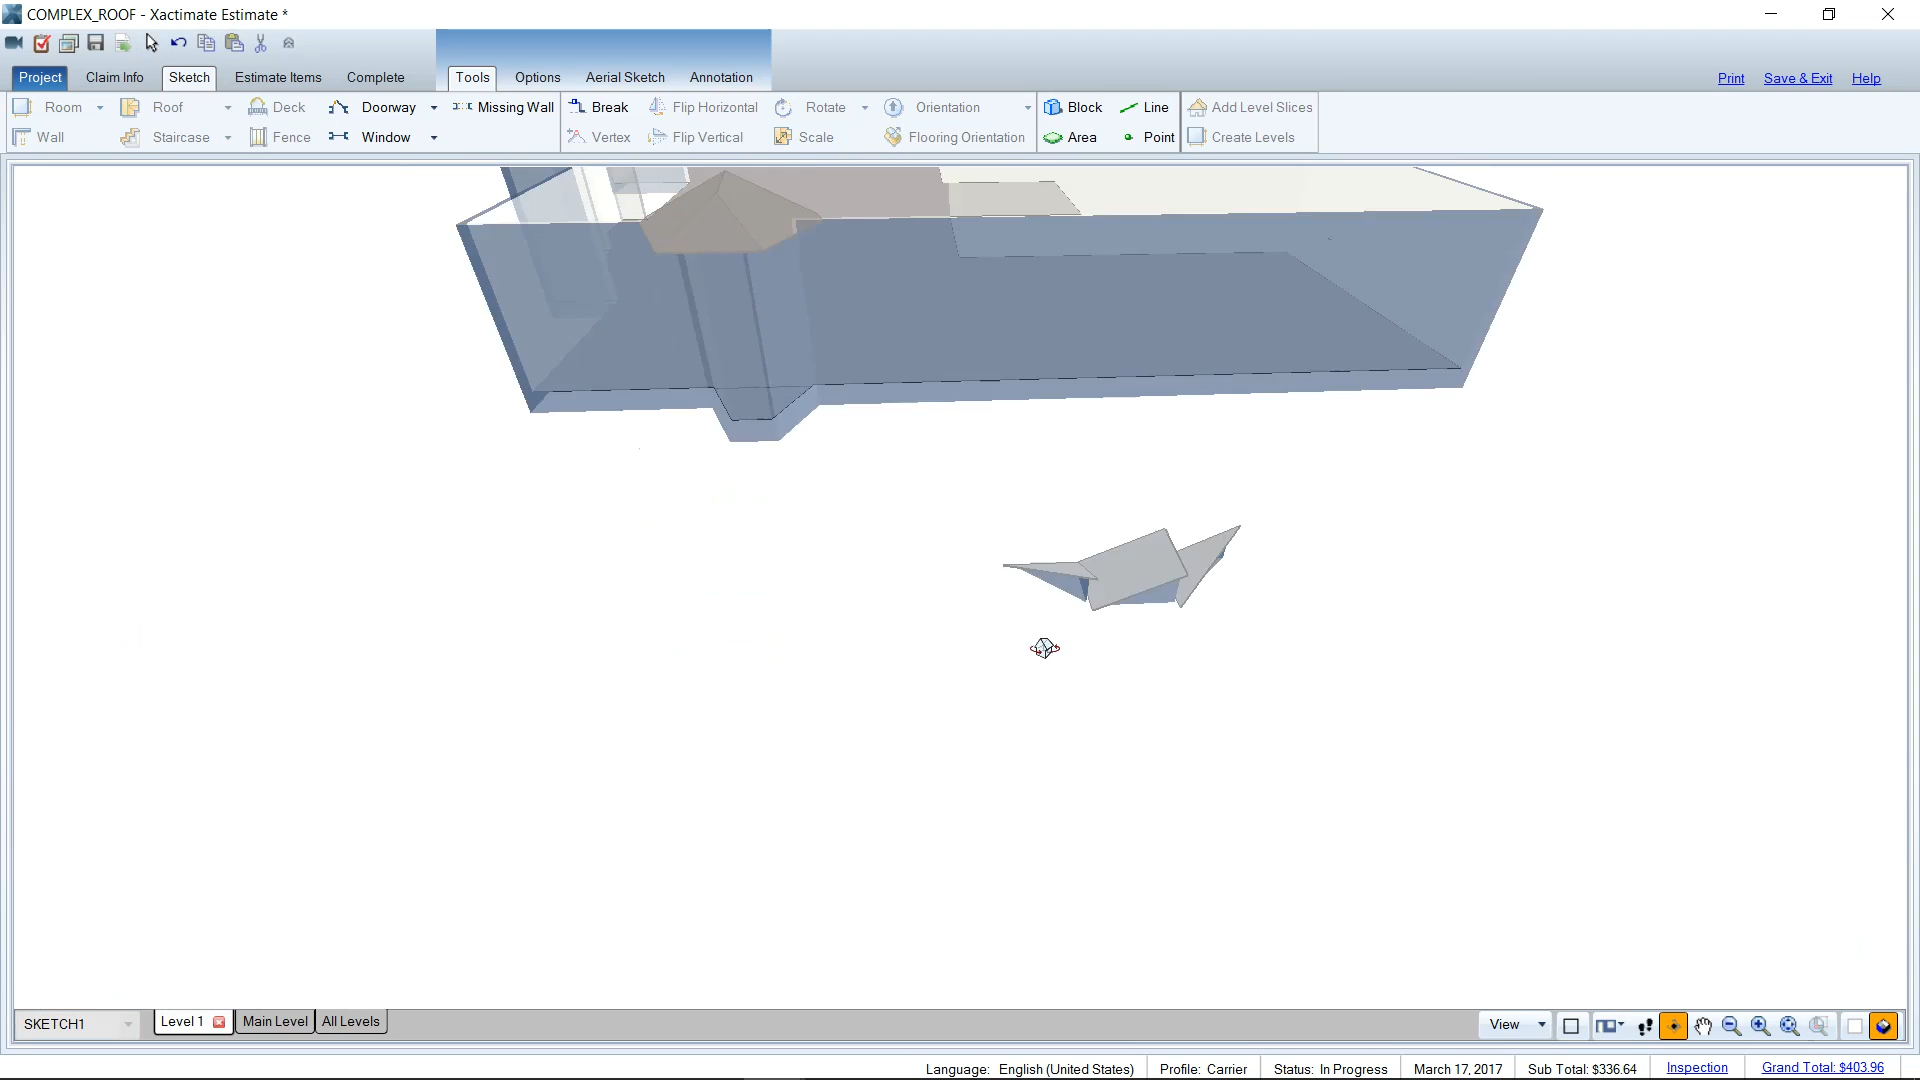 COMPLEX_ROOF - Xactimate Estimate *
Project Claim Info Sketch Estimate Items Complete Tools Options Aerial Sketch Annotation Print Save & Exit Help
Room Roof Deck Doorway Missing Wall Break Flip Horizontal Rotate Orientation Block Line Add Level Slices
Wall Staircase Fence Window Vertex Flip Vertical Scale Flooring Orientation Area Point Create Levels
SKETCH1 Level 1 Main Level All Levels View
Language: English (United States) Profile: Carrier Status: In Progress March 17, 2017 Sub Total: $336.64 Inspection Grand Total: $403.96